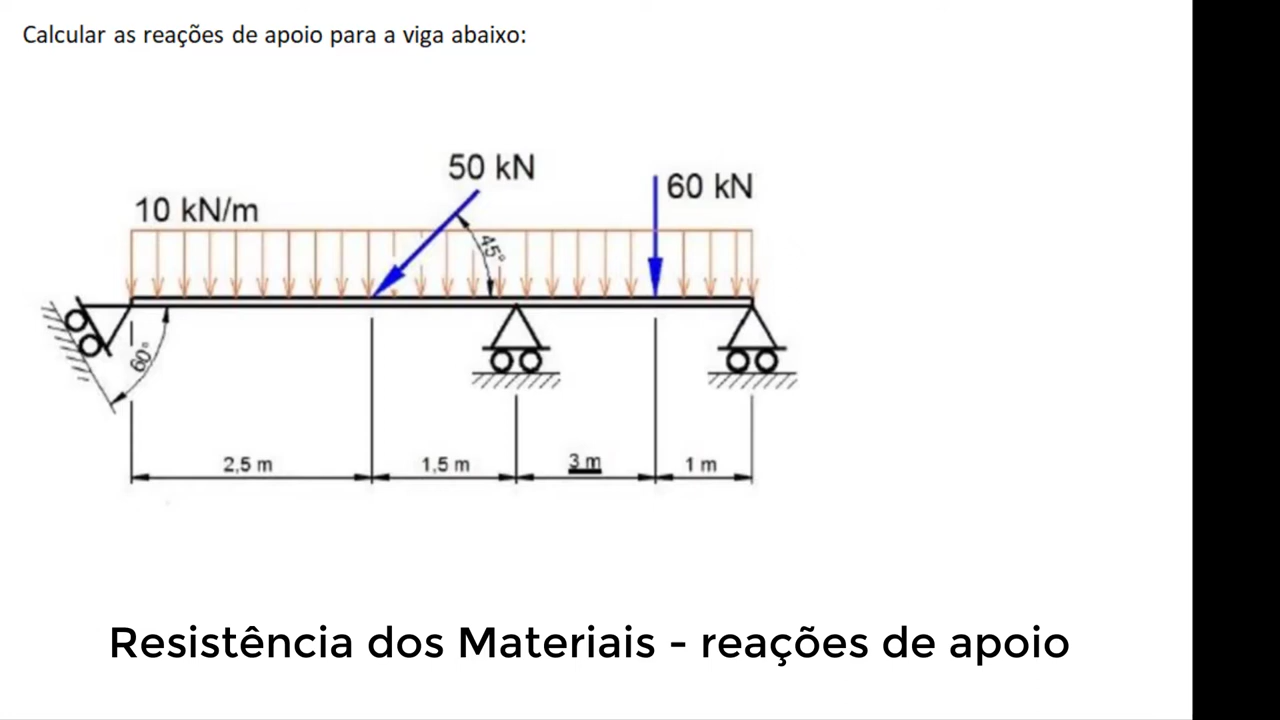 Calcular as reações de apoio para a viga abaixo:
50 kN
60 kN
10 kN/m
45°
60°
2,5 m
1,5 m
3 m
1 m
Resistência dos Materiais - reações de apoio